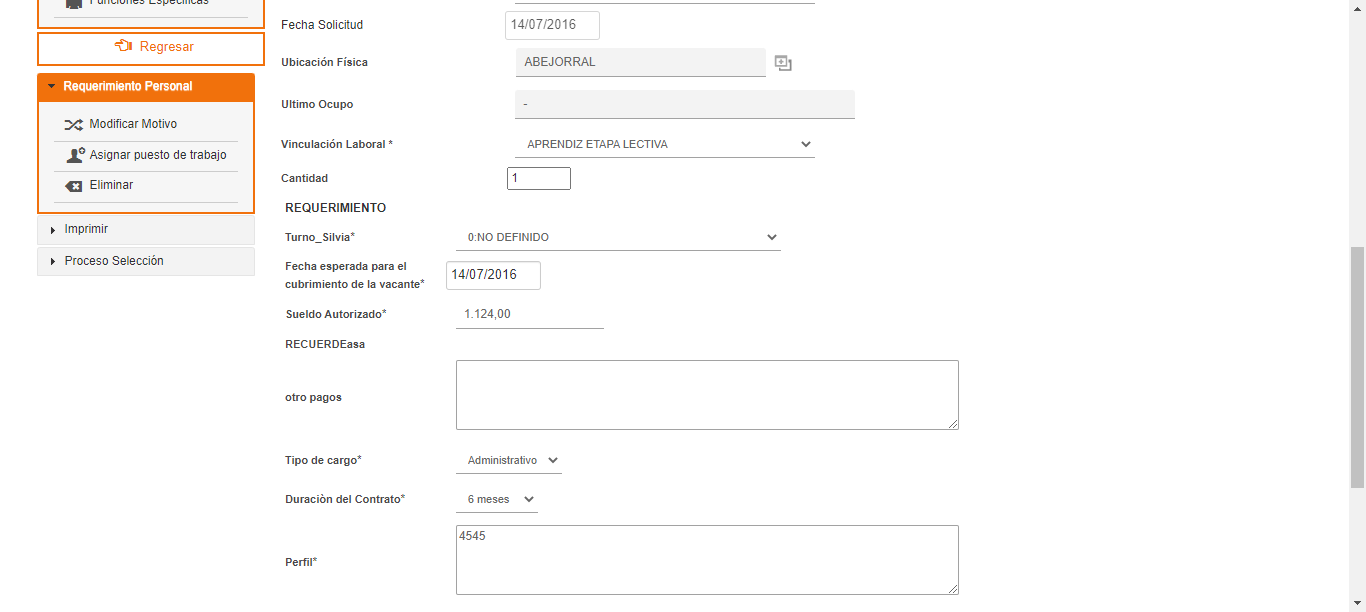 Funciones Específicas
Regresar
Requerimiento Personal
Modificar Motivo
Asignar puesto de trabajo
Eliminar
Imprimir
Proceso Selección
Fecha Solicitud 14/07/2016
Ubicación Física ABEJORRAL
Ultimo Ocupo -
Vinculación Laboral * APRENDIZ ETAPA LECTIVA
Cantidad 1
REQUERIMIENTO
Turno_Silvia* 0:NO DEFINIDO
Fecha esperada para el
cubrimiento de la vacante* 14/07/2016
Sueldo Autorizado* 1.124,00
RECUERDEasa
otro pagos
Tipo de cargo* Administrativo
Duraciòn del Contrato* 6 meses
Perfil* 4545